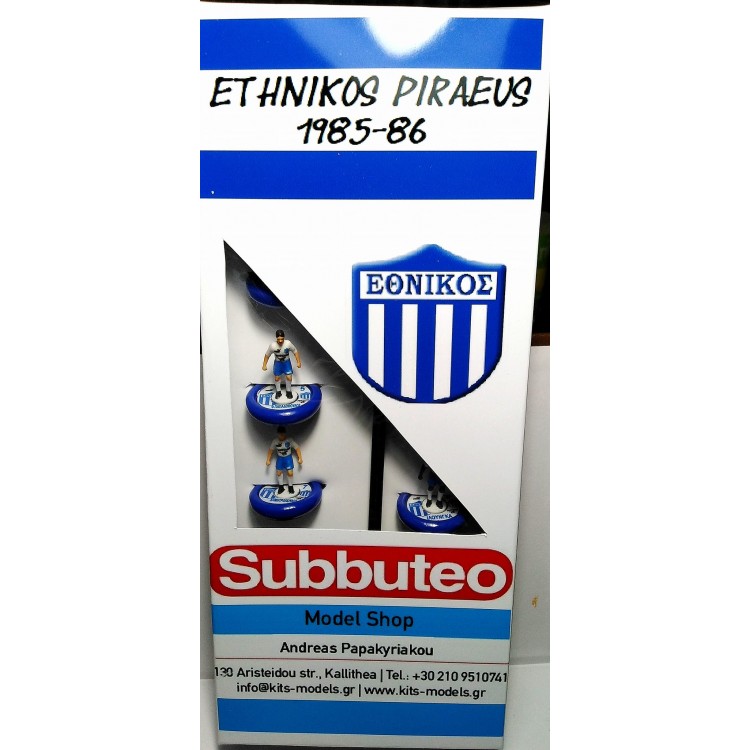 ETHNIKOS PIRAEUS
1985-86
ΕΘΝΙΚΟΣ
Subbuteo
Model Shop
Andreas Papakyriakou
130 Aristeidou str., Kallithea | Tel.: +30 210 9510741
info@kits-models.gr | www.kits-models.gr